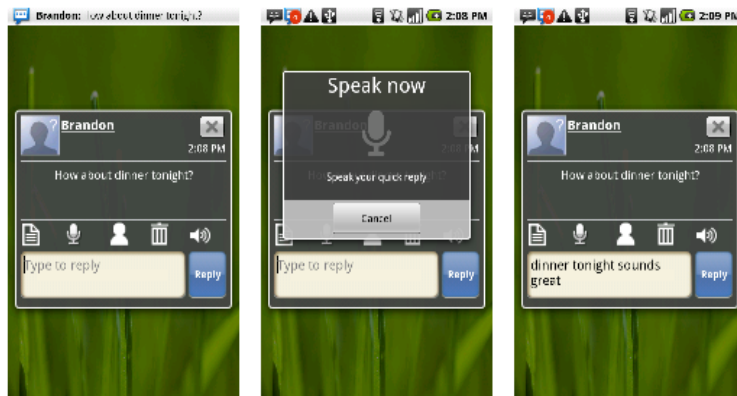 Brandon: How about dinner tonight?
Brandon
2:08 PM
How about dinner tonight?
Type to reply
Reply
2:08 PM
Speak now
Brandon
Speak your quick reply
Cancel
Type to reply
Reply
2:09 PM
Brandon
2:08 PM
How about dinner tonight?
dinner tonight sounds
great
Reply